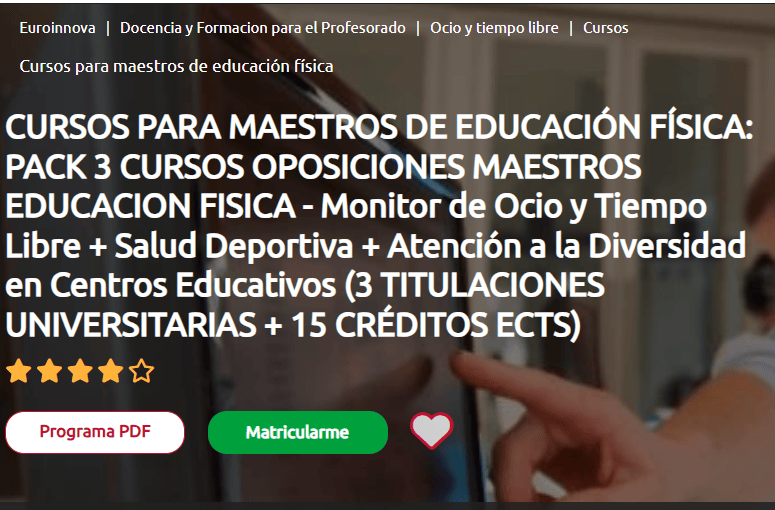 Euroinnova | Docencia y Formacion para el Profesorado | Ocio y tiempo libre | Cursos
Cursos para maestros de educación física
CURSOS PARA MAESTROS DE EDUCACIÓN FÍSICA:
PACK 3 CURSOS OPOSICIONES MAESTROS
EDUCACION FISICA - Monitor de Ocio y Tiempo
Libre + Salud Deportiva + Atención a la Diversidad
en Centros Educativos (3 TITULACIONES
UNIVERSITARIAS + 15 CRÉDITOS ECTS)
Programa PDF
Matricularme